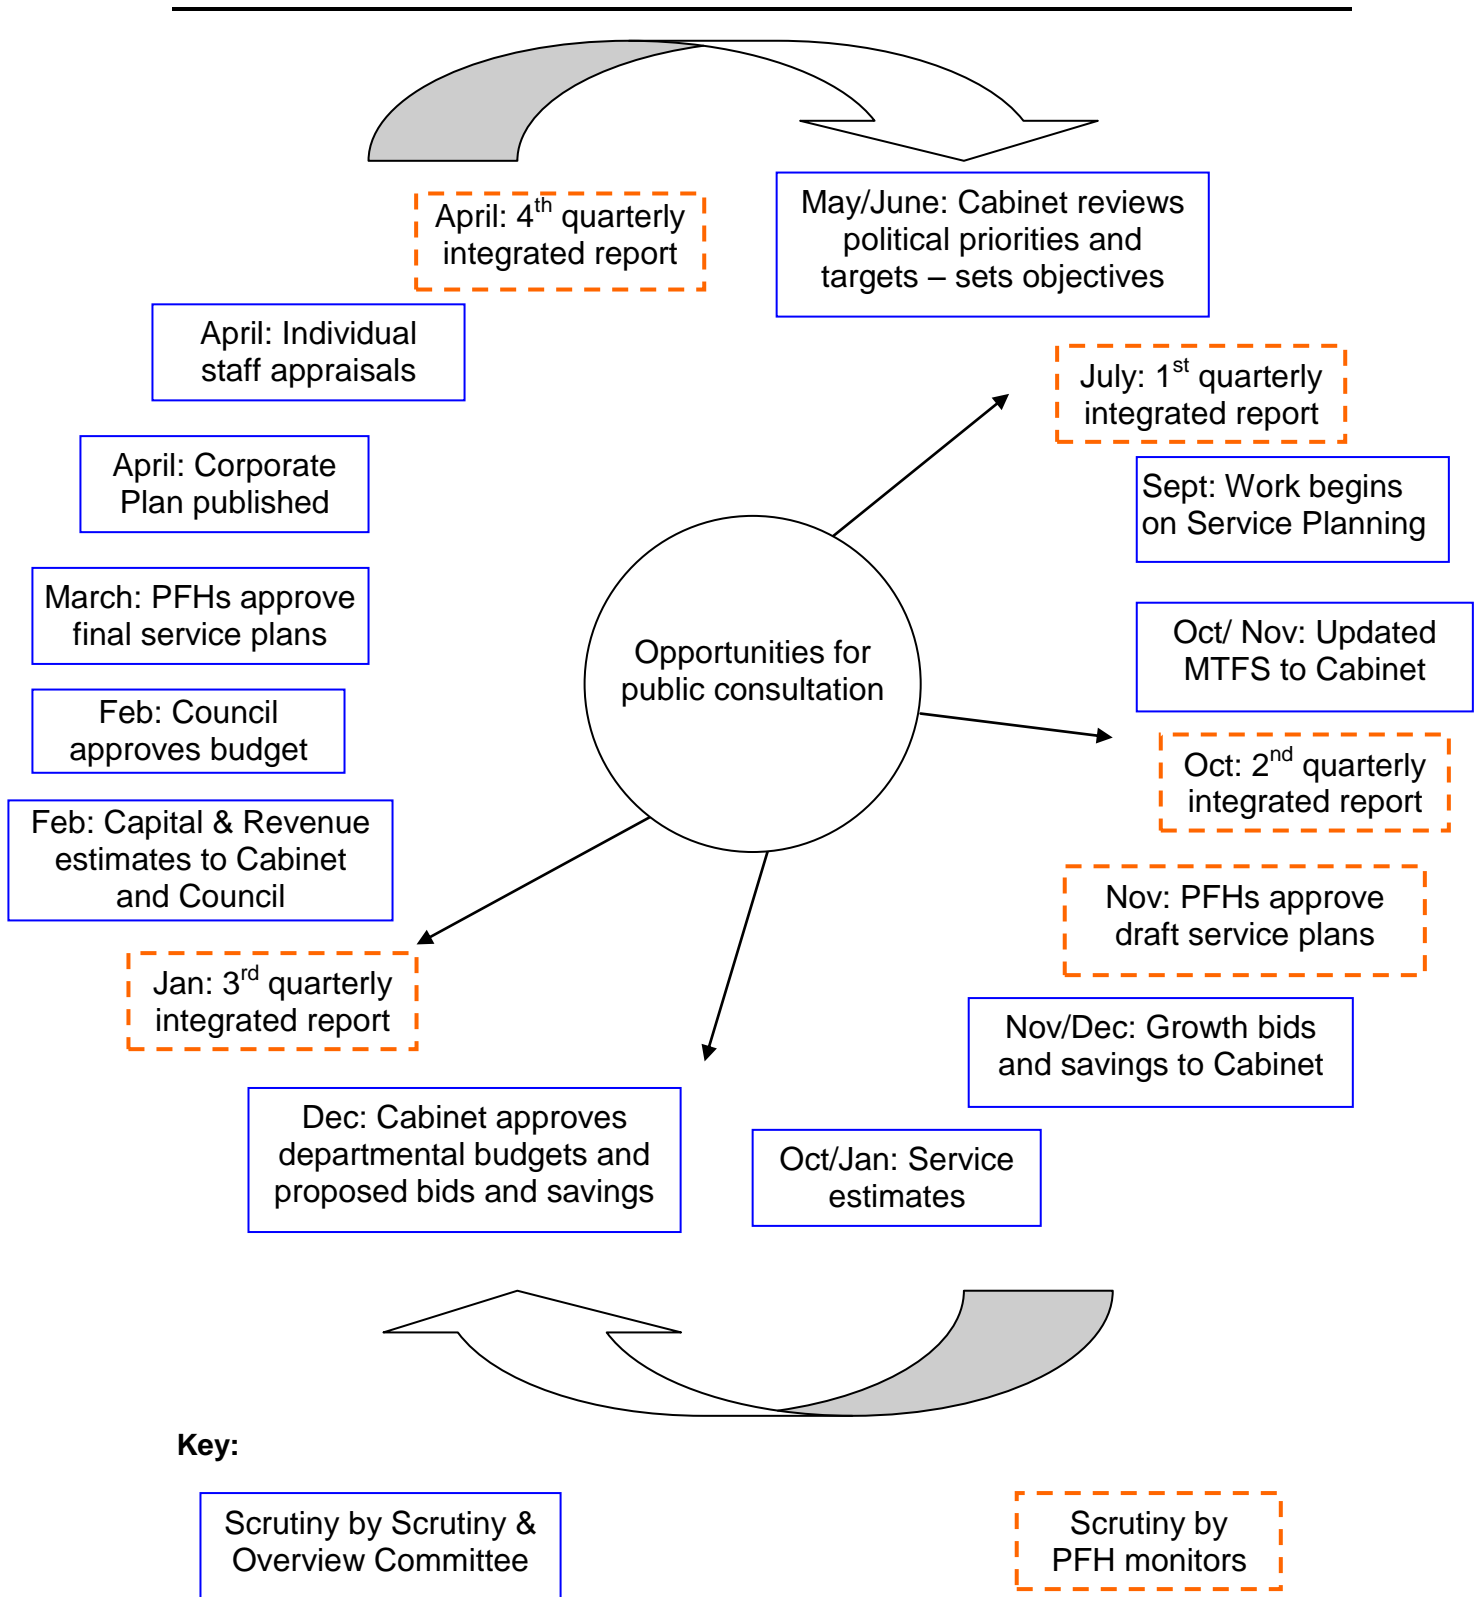 April: 4th quarterly
integrated report
May/June: Cabinet reviews
political priorities and
targets – sets objectives
April: Individual
staff appraisals
July: 1st quarterly
integrated report
April: Corporate
Plan published
Sept: Work begins
on Service Planning
March: PFHs approve
final service plans
Opportunities for
public consultation
Oct/ Nov: Updated
MTFS to Cabinet
Feb: Council
approves budget
Oct: 2nd quarterly
integrated report
Feb: Capital & Revenue
estimates to Cabinet
and Council
Nov: PFHs approve
draft service plans
Jan: 3rd quarterly
integrated report
Nov/Dec: Growth bids
and savings to Cabinet
Dec: Cabinet approves
departmental budgets and
proposed bids and savings
Oct/Jan: Service
estimates
Key:
Scrutiny by Scrutiny &
Overview Committee
Scrutiny by
PFH monitors